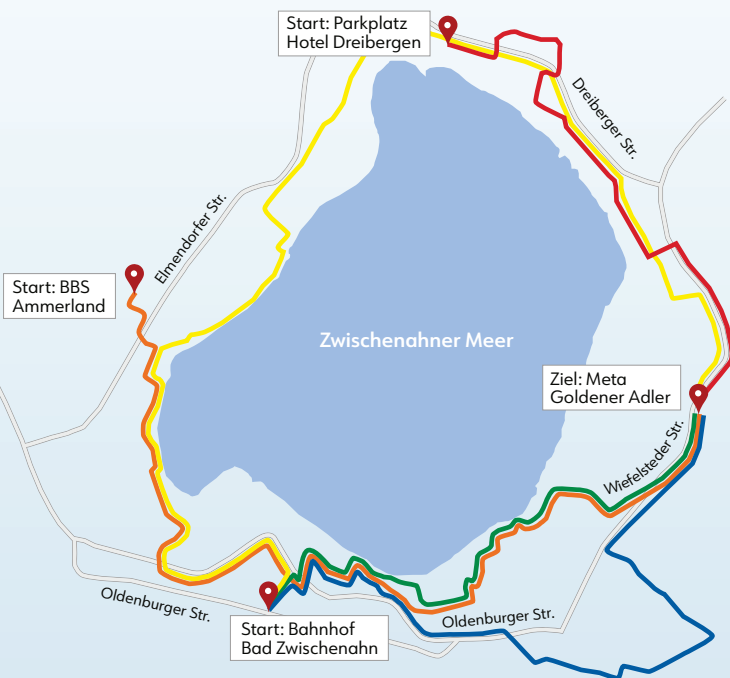 Start: Parkplatz
Hotel Dreibergen
Dreiberger Str.
Elmendorfer Str.
Start: BBS
Ammerland
Zwischenahner Meer
Ziel: Meta
Goldener Adler
Wiefelsteder Str.
Oldenburger Str.
Oldenburger Str.
Start: Bahnhof
Bad Zwischenahn